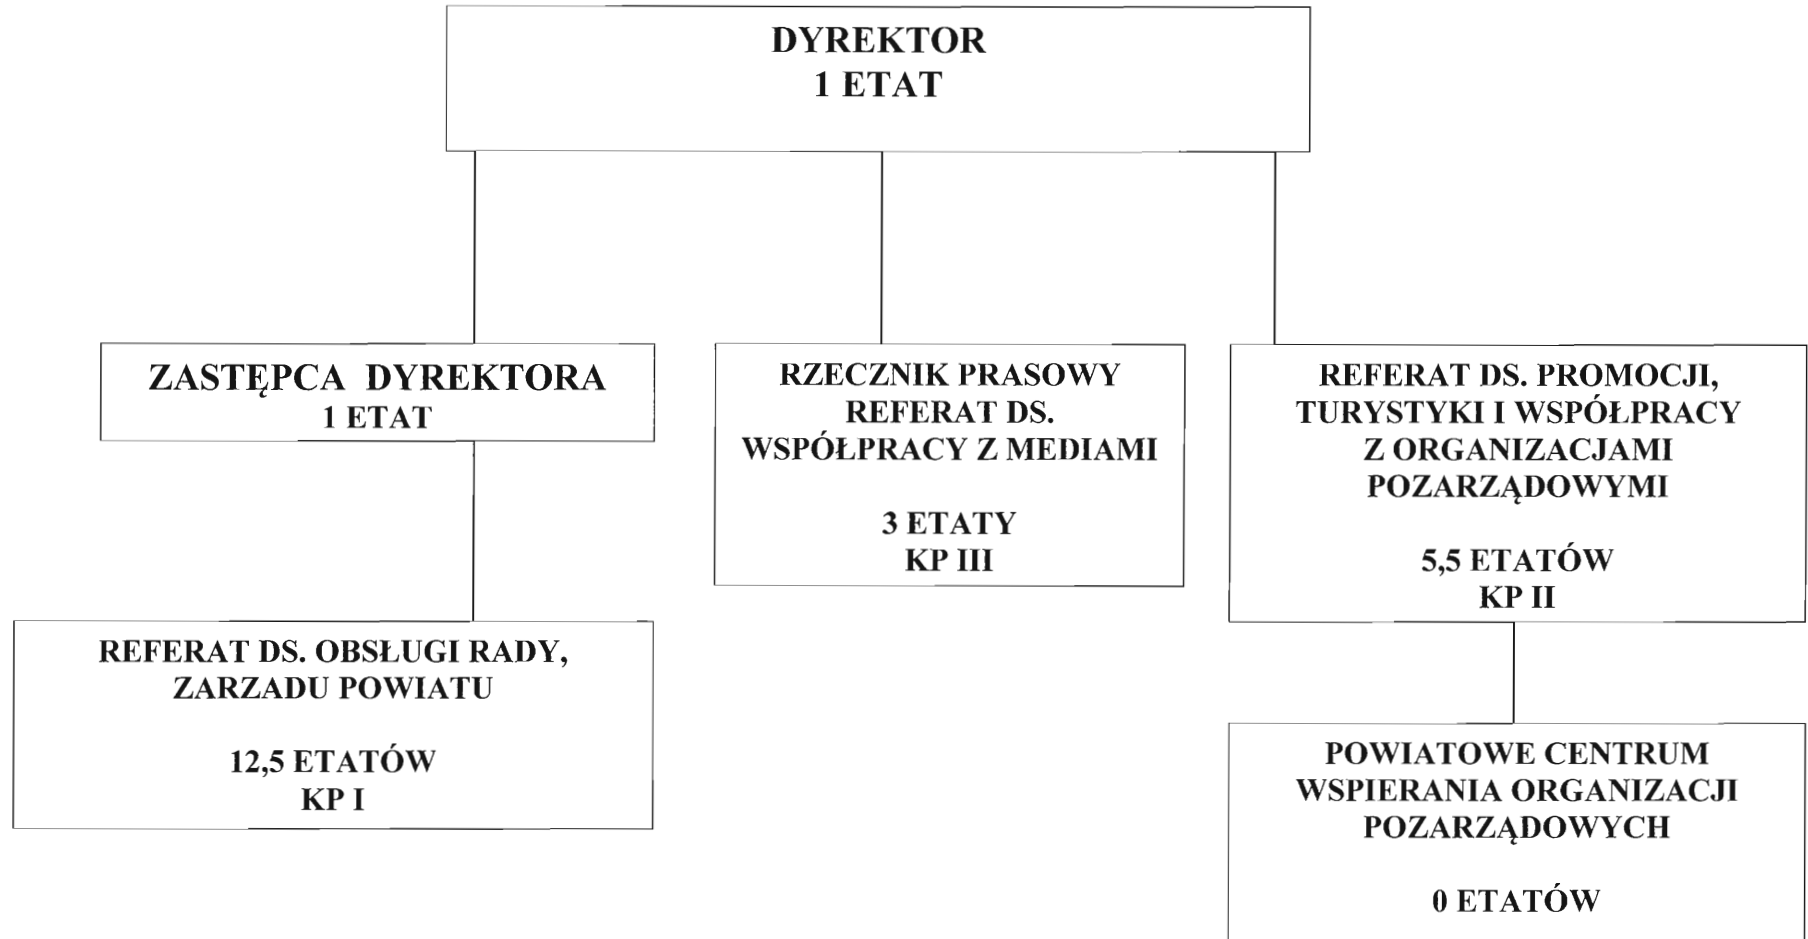 DYREKTOR
1 ETAT
ZASTĘPCA DYREKTORA
1 ETAT
RZECZNIK PRASOWY
REFERAT DS.
WSPÓŁPRACY Z MEDIAMI
3 ETATY
KP III
REFERAT DS. PROMOCJI,
TURYSTYKI I WSPÓŁPRACY
Z ORGANIZACJAMI
POZARZĄDOWYMI
5,5 ETATÓW
KP II
REFERAT DS. OBSŁUGI RADY,
ZARZADU POWIATU
12,5 ETATÓW
KP I
POWIATOWE CENTRUM
WSPIERANIA ORGANIZACJI
POZARZĄDOWYCH
0 ETATÓW